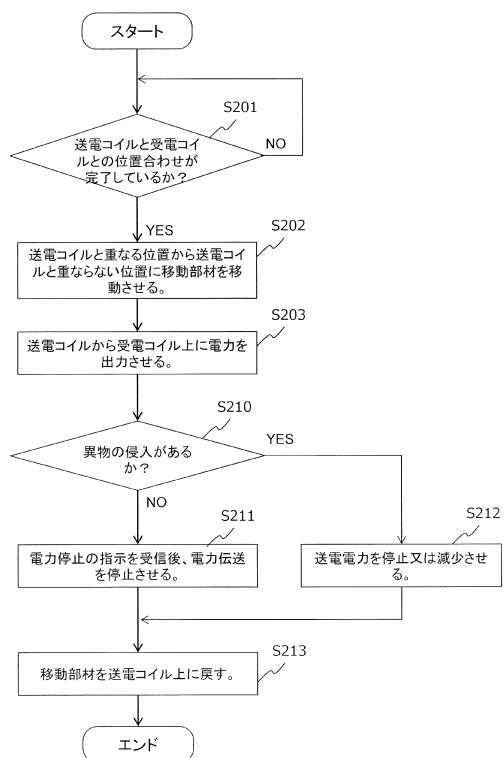 スタート
S201
送電コイルと受電コイ
ルとの位置合わせが
完了しているか?
NO
YES
S202
送電コイルと重なる位置から送電コイ
ルと重ならない位置に移動部材を移
動させる。
S203
送電コイルから受電コイル上に電力を
出力させる。
S210
異物の侵入がある
か?
YES
NO
S211
電力停止の指示を受信後、電力伝送
を停止させる。
S212
送電電力を停止又は減少させ
る。
S213
移動部材を送電コイル上に戻す。
エンド